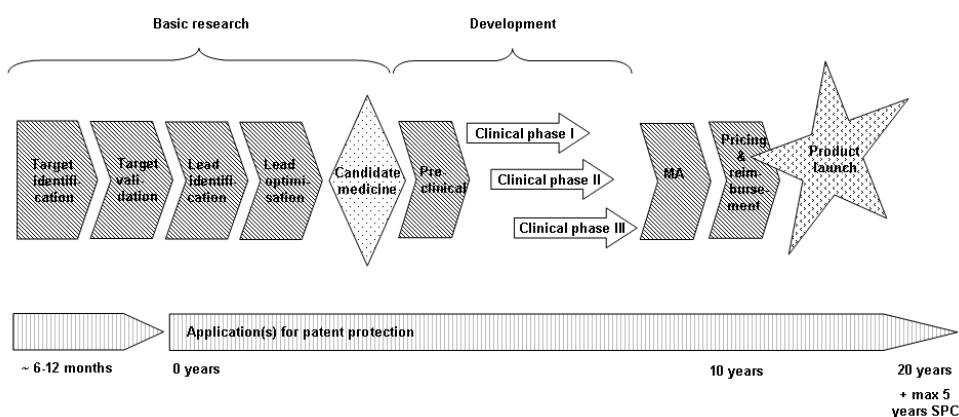 Basic research
Development
Target
identifi-
cation
Target
vali-
dation
Lead
identifi-
cation
Lead
optimi-
sation
Candidate
medicine
Pre-
clinical
Clinical phase I
Clinical phase II
Clinical phase III
MA
Pricing
&
reim-
burse-
ment
Product
launch
Application(s) for patent protection
~ 6-12 months
0 years
10 years
20 years
+ max 5
years SPC